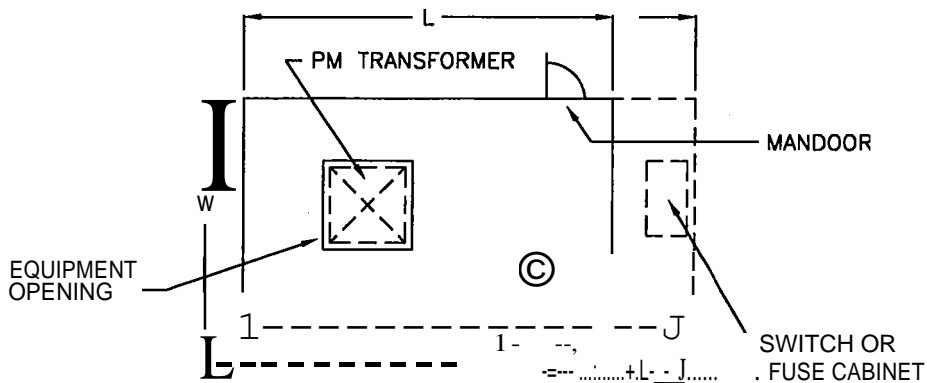 L
PM TRANSFORMER
MANDOOR
W
EQUIPMENT
OPENING
©
SWITCH OR
FUSE CABINET